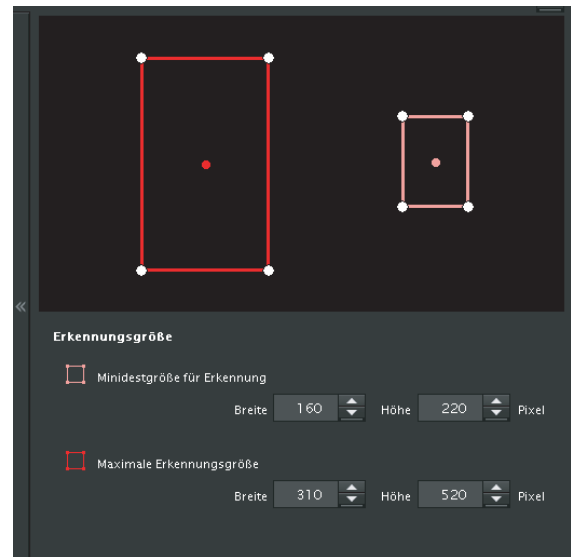 Erkennungsgröße
Minidestgröße für Erkennung
Breite 160 Höhe 220 Pixel
Maximale Erkennungsgröße
Breite 310 Höhe 520 Pixel